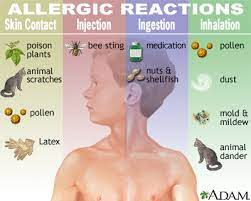 ALLERGIC REACTIONS
Skin Contact
Injection
Ingestion
Inhalation
poison
plants
animal
scratches
pollen
Latex
bee sting
medication
nuts &
shellfish
pollen
dust
mold &
mildew
animal
dander
ADAM